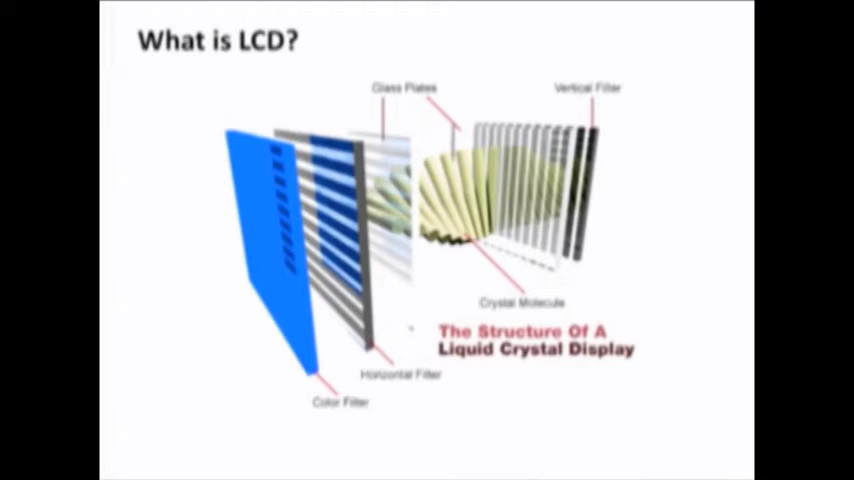 What is LCD?
Glass Plates
Vertical Filter
Crystal Molecule
The Structure Of A
Liquid Crystal Display
Horizontal Filter
Color Filter